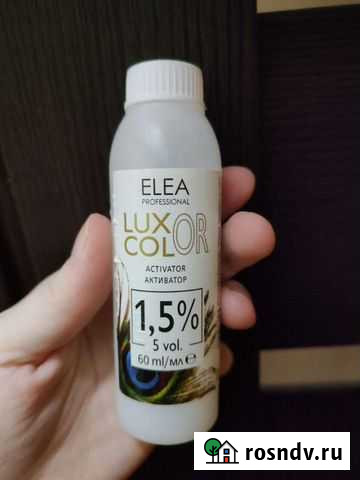 ELEA
PROFESSIONAL
LUX
COLOR
ACTIVATOR
АКТИВАТОР
1,5%
5 vol.
60 ml/мл ℮
rosndv.ru